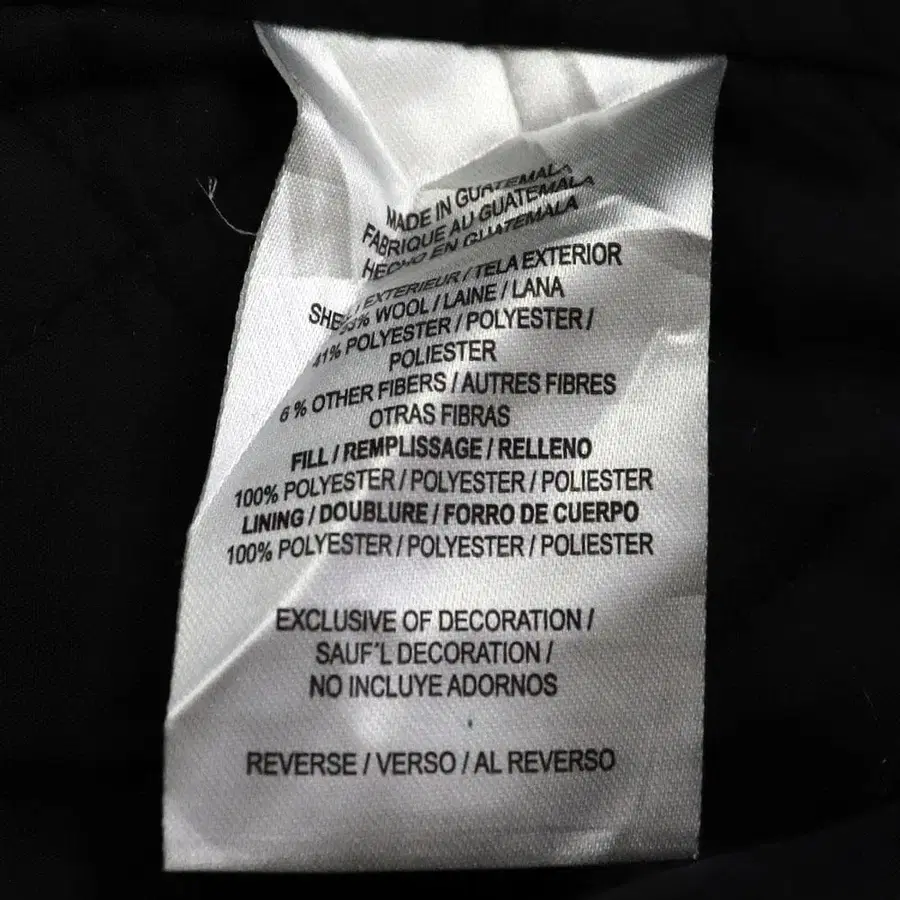 MADE IN GUATEMALA
FABRIQUE AU GUATEMALA
HECHO EN GUATEMALA
EXTERIEUR / TELA EXTERIOR
WOOL / LAINE / LANA
41% POLYESTER / POLYESTER /
POLIESTER
6 % OTHER FIBERS / AUTRES FIBRES
OTRAS FIBRAS
FILL / REMPLISSAGE / RELLENO
100% POLYESTER / POLYESTER / POLIESTER
LINING / DOUBLURE / FORRO DE CUERPO
100% POLYESTER / POLYESTER / POLIESTER
EXCLUSIVE OF DECORATION /
SAUF'L DECORATION /
NO INCLUYE ADORNOS
REVERSE / VERSO / AL REVERSO